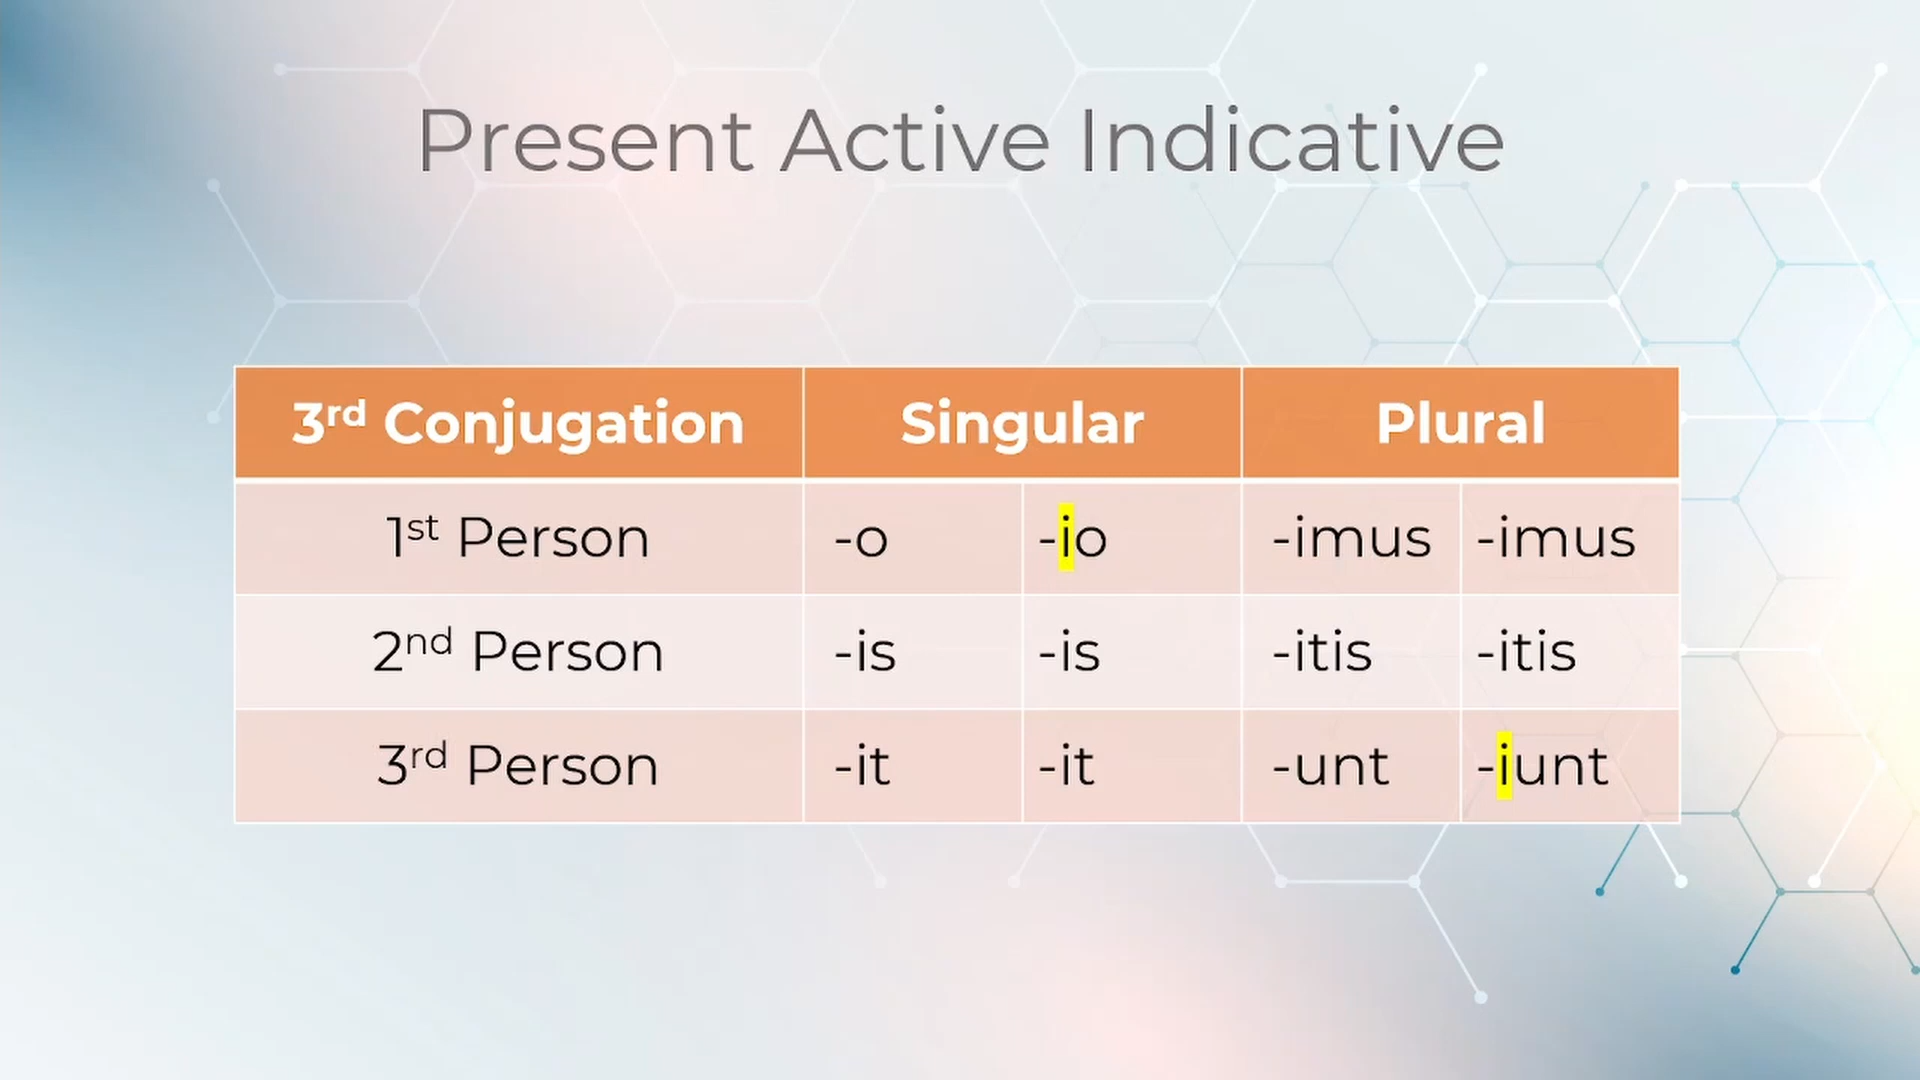 Present Active Indicative
3rd Conjugation Singular Plural
1st Person -o -io -imus -imus
2nd Person -is -is -itis -itis
3rd Person -it -it -unt -iunt